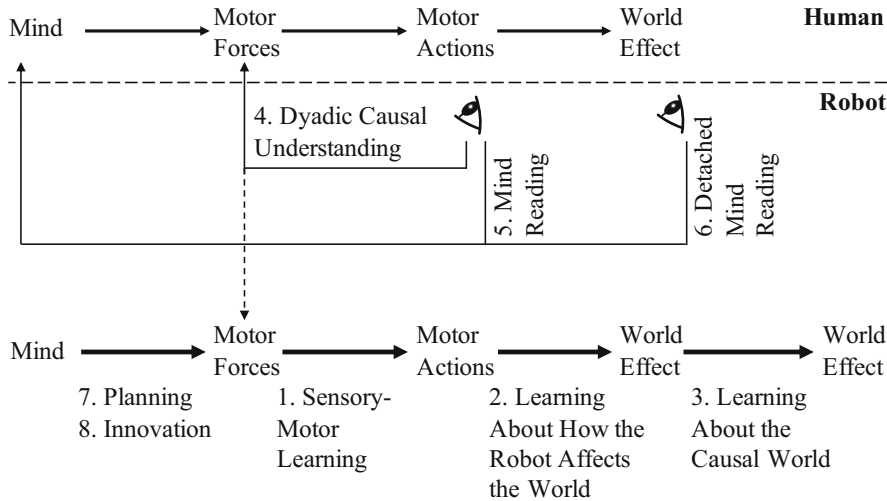 Human
Mind
Motor
Forces
Motor
Actions
World
Effect
Robot
4. Dyadic Causal
Understanding
5. Mind
Reading
6. Detached
Mind
Reading
Mind
Motor
Forces
Motor
Actions
World
Effect
World
Effect
7. Planning
8. Innovation
1. Sensory-
Motor
Learning
2. Learning
About How the
Robot Affects
the World
3. Learning
About the
Causal World